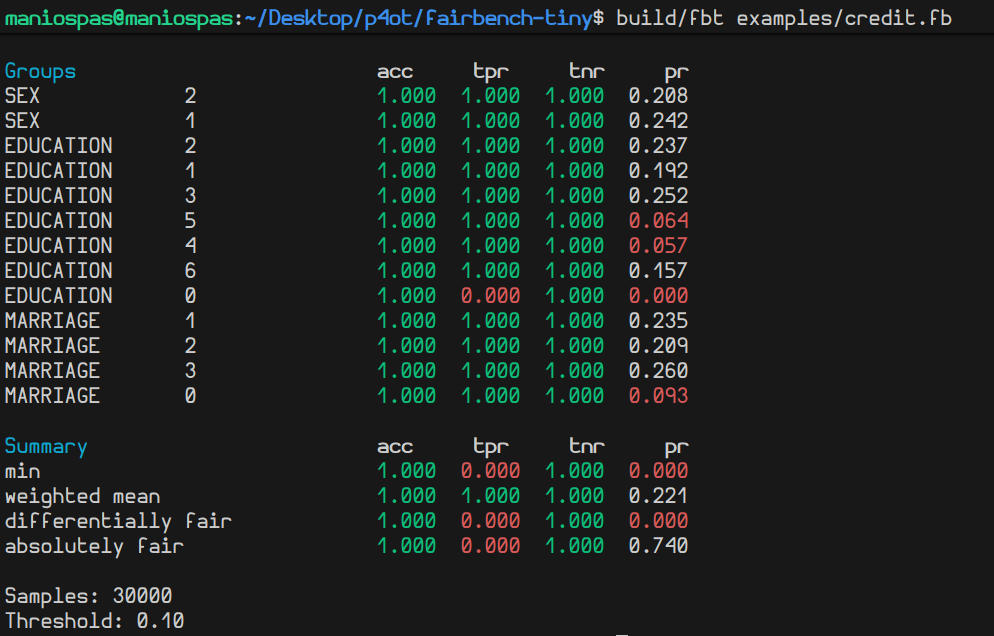 maniospas@maniospas:~/Desktop/p4ot/fairbench-tiny$ build/fbt examples/credit.fb
Groups acc tpr tnr pr
SEX 2 1.000 1.000 1.000 0.208
SEX 1 1.000 1.000 1.000 0.242
EDUCATION 2 1.000 1.000 1.000 0.237
EDUCATION 1 1.000 1.000 1.000 0.192
EDUCATION 3 1.000 1.000 1.000 0.252
EDUCATION 5 1.000 1.000 1.000 0.064
EDUCATION 4 1.000 1.000 1.000 0.057
EDUCATION 6 1.000 1.000 1.000 0.157
EDUCATION 0 1.000 0.000 1.000 0.000
MARRIAGE 1 1.000 1.000 1.000 0.235
MARRIAGE 2 1.000 1.000 1.000 0.209
MARRIAGE 3 1.000 1.000 1.000 0.260
MARRIAGE 0 1.000 1.000 1.000 0.093
Summary acc tpr tnr pr
min 1.000 0.000 1.000 0.000
weighted mean 1.000 1.000 1.000 0.221
differentially fair 1.000 0.000 1.000 0.000
absolutely fair 1.000 0.000 1.000 0.740
Samples: 30000
Threshold: 0.10